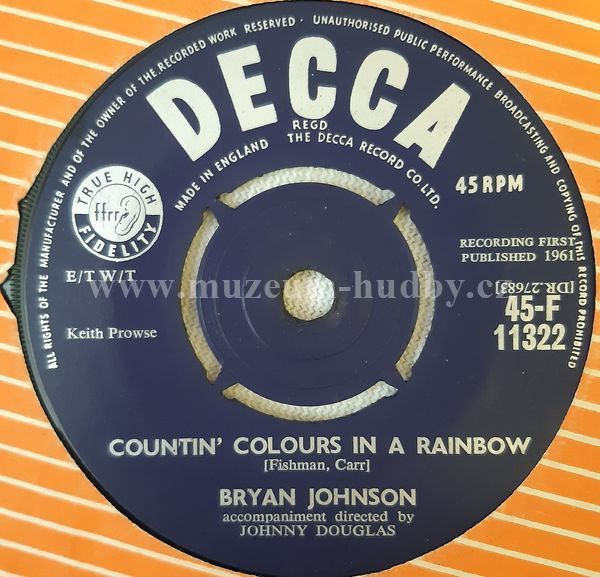 ALL RIGHTS OF THE MANUFACTURER AND OF THE OWNER OF THE RECORDED WORK RESERVED · UNAUTHORISED PUBLIC PERFORMANCE BROADCASTING AND COPYING OF THIS RECORD PROHIBITED
DECCA
REGD
MADE IN ENGLAND
THE DECCA RECORD CO. LTD.
TRUE HIGH
ffrr
FIDELITY
45 RPM
RECORDING FIRST
PUBLISHED 1961
E/T W/T
[DR.27683]
www.muzeum-hudby.cz
45-F
11322
Keith Prowse
COUNTIN' COLOURS IN A RAINBOW
[Fishman, Carr]
BRYAN JOHNSON
accompaniment directed by
JOHNNY DOUGLAS